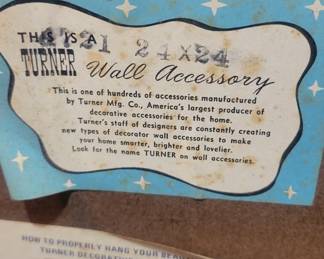 THIS IS A
21 24X24
TURNER Wall Accessory
This is one of hundreds of accessories manufactured
by Turner Mfg. Co., America's largest producer of
decorative accessories for the home.
Turner's staff of designers are constantly creating
new types of decorator wall accessories to make
your home smarter, brighter and lovelier.
Look for the name TURNER on wall accessories.
HOW TO PROPERLY HANG YOUR
TURNER